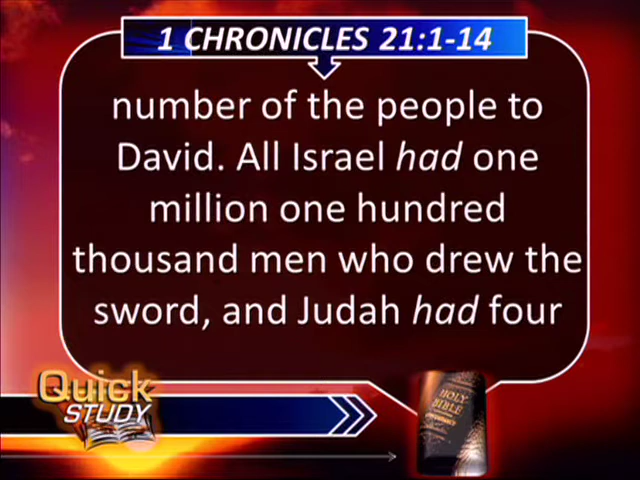 1 CHRONICLES 21:1-14
number of the people to
David. All Israel had one
million one hundred
thousand men who drew the
sword, and Judah had four
Quick
STUDY
HOLY
BIBLE